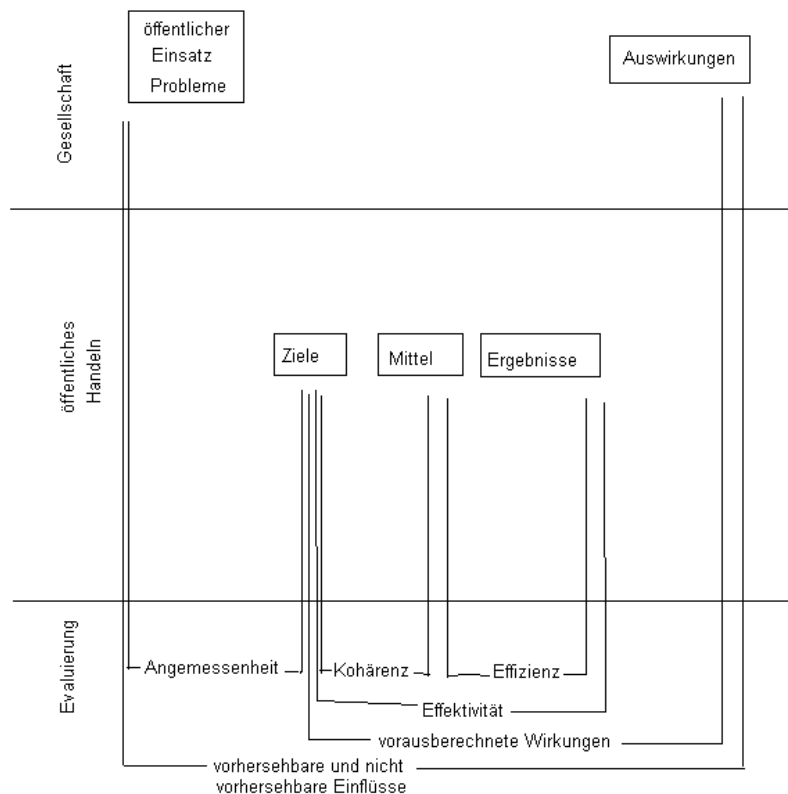 öffentlicher
Einsatz
Probleme
Auswirkungen
Gesellschaft
Ziele
Mittel
Ergebnisse
öffentliches
Handeln
Evaluierung
Angemessenheit
Kohärenz
Effizienz
Effektivität
vorausberechnete Wirkungen
vorhersehbare und nicht
vorhersehbare Einflüsse